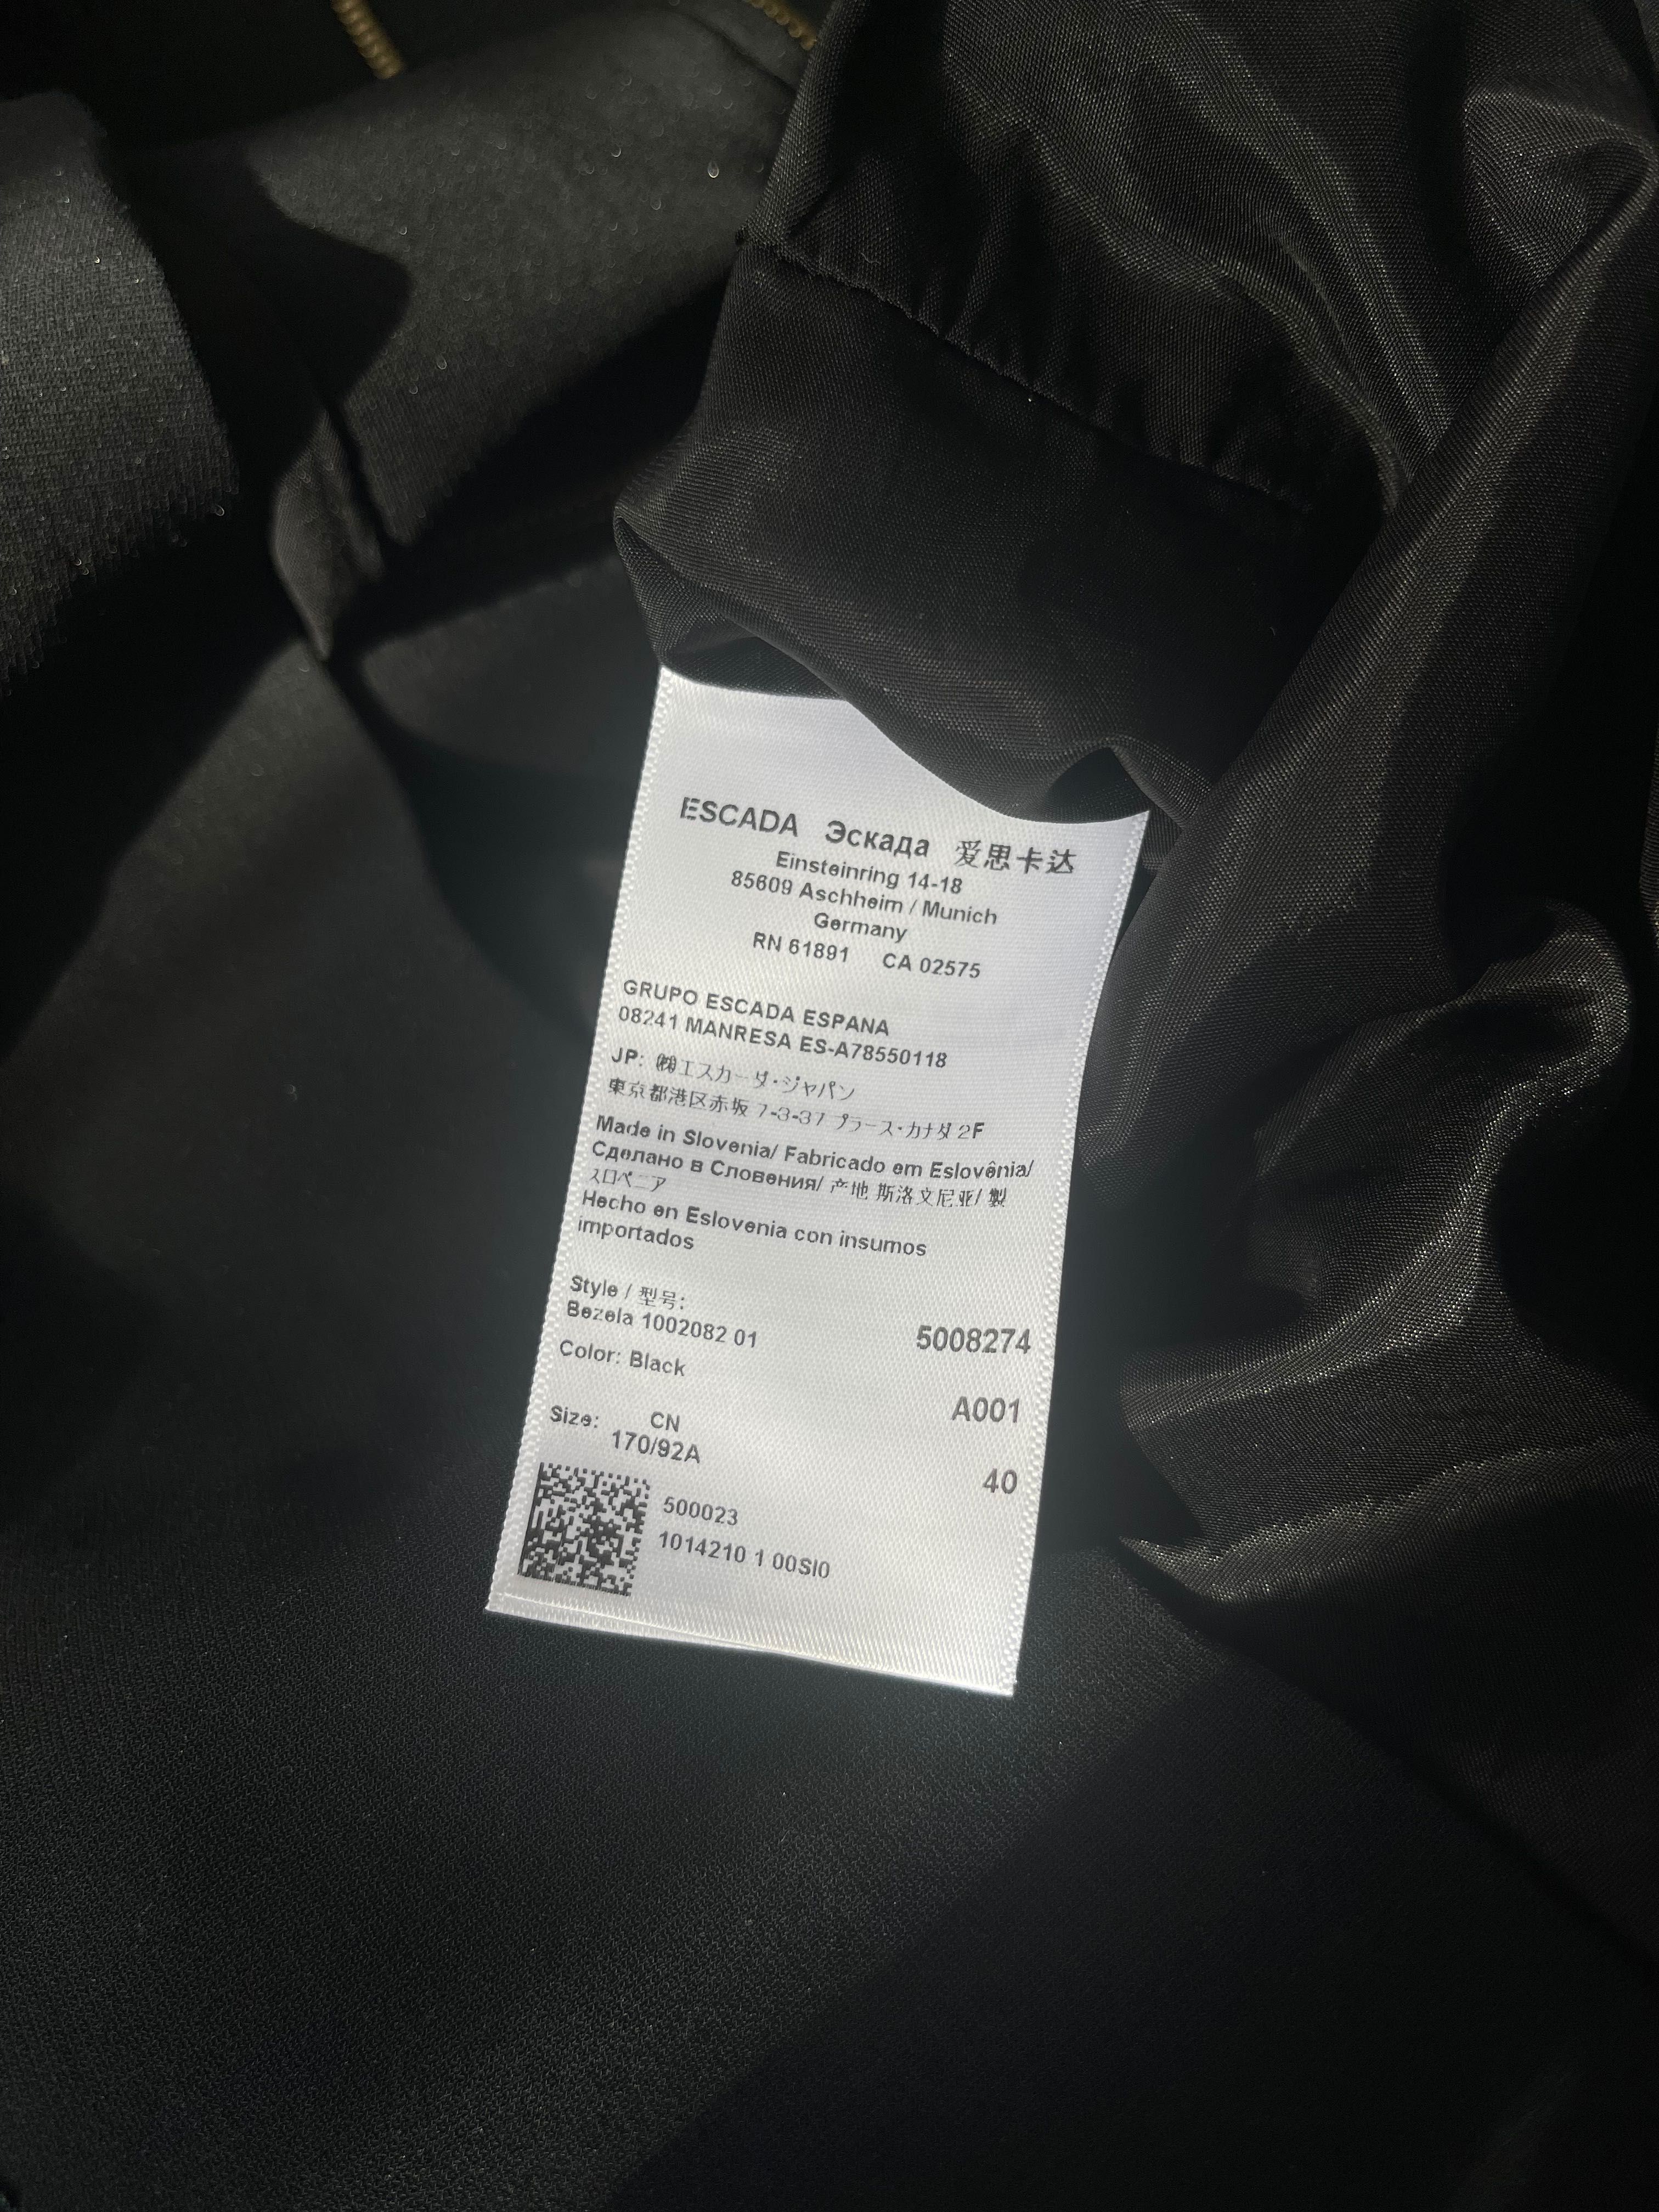 ESCADA Эскада 爱思卡达
Einsteinring 14-18
85609 Aschheim / Munich
Germany
RN 61891 CA 02575
GRUPO ESCADA ESPANA
08241 MANRESA ES-A78550118
JP: ㈱エスカーダ・ジャパン
東京都港区赤坂 7-3-37 プラース・カナダ 2F
Made in Slovenia/ Fabricado em Eslovênia/
Сделано в Словения/ 产地 斯洛文尼亚/ 製
スロベニア
Hecho en Eslovenia con insumos
importados
Style / 型号:
Bezela 1002082 01 5008274
Color: Black A001
Size: CN
170/92A 40
500023
1014210 1 00SI0